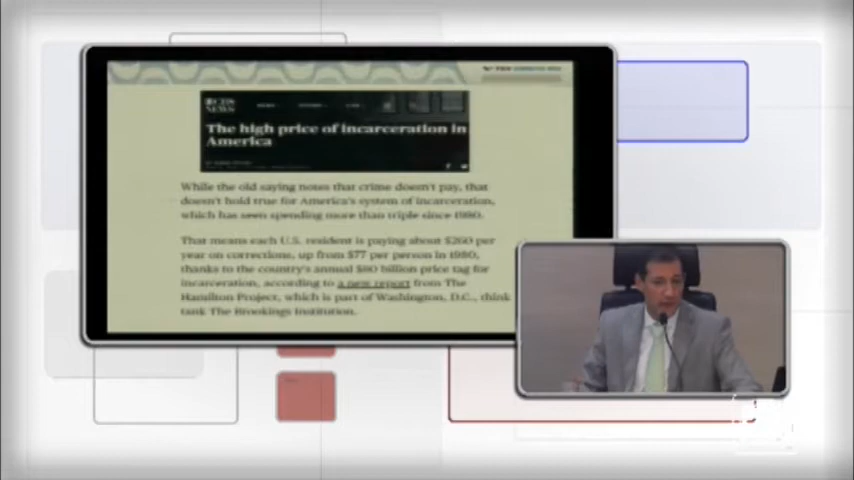 CBS
NEWS
The high price of incarceration in
America
While the old saying notes that crime doesn't pay, that
doesn't hold true for America's system of incarceration,
which has seen spending more than triple since 1980.
That means each U.S. resident is paying about $260 per
year on corrections, up from $77 per person in 1980,
thanks to the country's annual $80 billion price tag for
incarceration, according to a new report from The
Hamilton Project, which is part of Washington, D.C., think
tank The Brookings Institution.